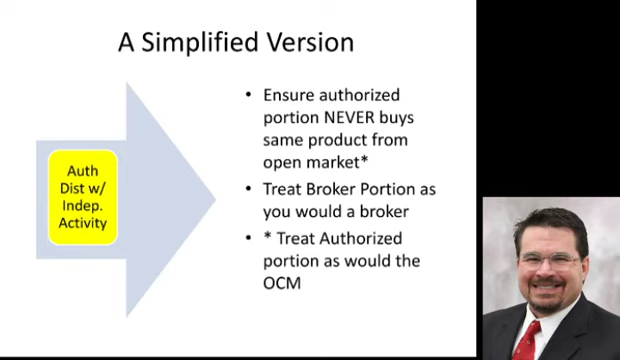 A Simplified Version
Auth
Dist w/
Indep.
Activity
• Ensure authorized
portion NEVER buys
same product from
open market*
• Treat Broker Portion as
you would a broker
• * Treat Authorized
portion as would the
OCM